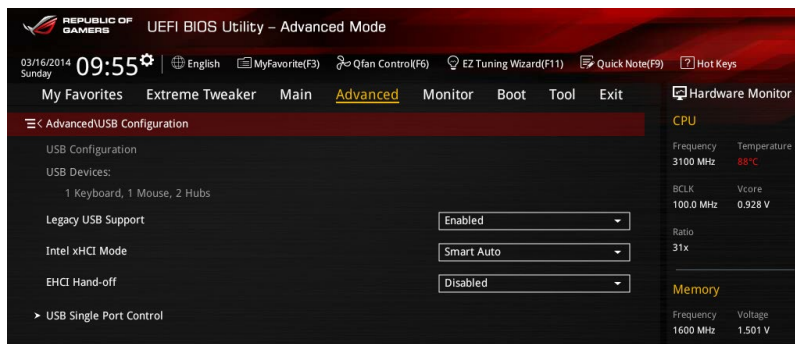 REPUBLIC OF
GAMERS
UEFI BIOS Utility – Advanced Mode
03/16/2014
Sunday
09:55
English
MyFavorite(F3)
Qfan Control(F6)
EZ Tuning Wizard(F11)
Quick Note(F9)
? Hot Keys
My Favorites Extreme Tweaker Main Advanced Monitor Boot Tool Exit
Hardware Monitor
Advanced\USB Configuration
USB Configuration
USB Devices:
1 Keyboard, 1 Mouse, 2 Hubs
Legacy USB Support Enabled
Intel xHCI Mode Smart Auto
EHCI Hand-off Disabled
USB Single Port Control
CPU
Frequency Temperature
3100 MHz 88°C
BCLK Vcore
100.0 MHz 0.928 V
Ratio
31x
Memory
Frequency Voltage
1600 MHz 1.501 V